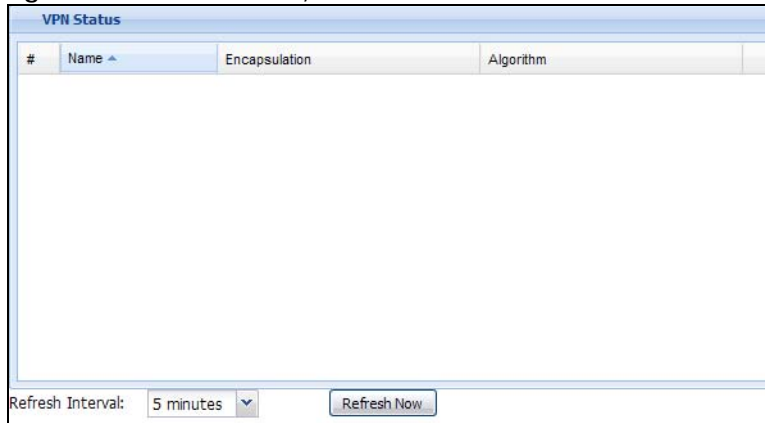 VPN Status
# Name Encapsulation Algorithm
Refresh Interval: 5 minutes Refresh Now